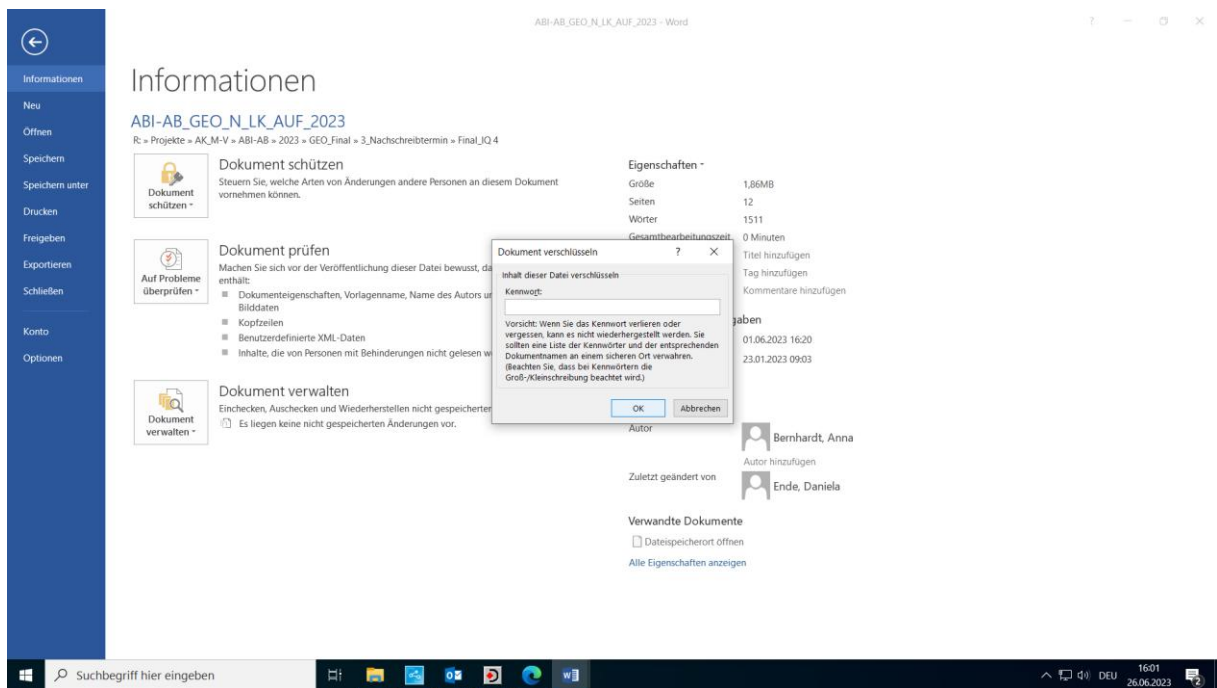 ABI-AB_GEO_N_LK_AUF_2023 - Word
Informationen
Neu
Öffnen
Speichern
Speichern unter
Drucken
Freigeben
Exportieren
Schließen
Konto
Optionen
Informationen
ABI-AB_GEO_N_LK_AUF_2023
R: » Projekte » AK_M-V » ABI-AB » 2023 » GEO_Final » 3_Nachschreibtermin » Final_IQ 4
Dokument
schützen
Dokument schützen
Steuern Sie, welche Arten von Änderungen andere Personen an diesem Dokument
vornehmen können.
Auf Probleme
überprüfen
Dokument prüfen
Machen Sie sich vor der Veröffentlichung dieser Datei bewusst, da
enthält:
Dokumenteigenschaften, Vorlagenname, Name des Autors
Bilddaten
Kopfzeilen
Benutzerdefinierte XML-Daten
Inhalte, die von Personen mit Behinderungen nicht gelesen
Dokument
verwalten
Dokument verwalten
Einchecken, Auschecken und Wiederherstellen nicht gespeicherter
Es liegen keine nicht gespeicherten Änderungen vor.
Dokument verschlüsseln ? ×
Inhalt dieser Datei verschlüsseln
Kennwort:
Vorsicht: Wenn Sie das Kennwort verlieren oder
vergessen, kann es nicht wiederhergestellt werden. Sie
sollten eine Liste der Kennwörter und der entsprechenden
Dokumentnamen an einem sicheren Ort verwahren.
(Beachten Sie, dass bei Kennwörtern die
Groß-/Kleinschreibung beachtet wird.)
OK Abbrechen
Eigenschaften
Größe 1,86MB
Seiten 12
Wörter 1511
Gesamtbearbeitungszeit 0 Minuten
Titel hinzufügen
Tag hinzufügen
Kommentare hinzufügen
01.06.2023 16:20
23.01.2023 09:03
Autor
Bernhardt, Anna
Autor hinzufügen
Zuletzt geändert von
Ende, Daniela
Verwandte Dokumente
Dateispeicherort öffnen
Alle Eigenschaften anzeigen
Suchbegriff hier eingeben
DEU
16:01
26.06.2023
2